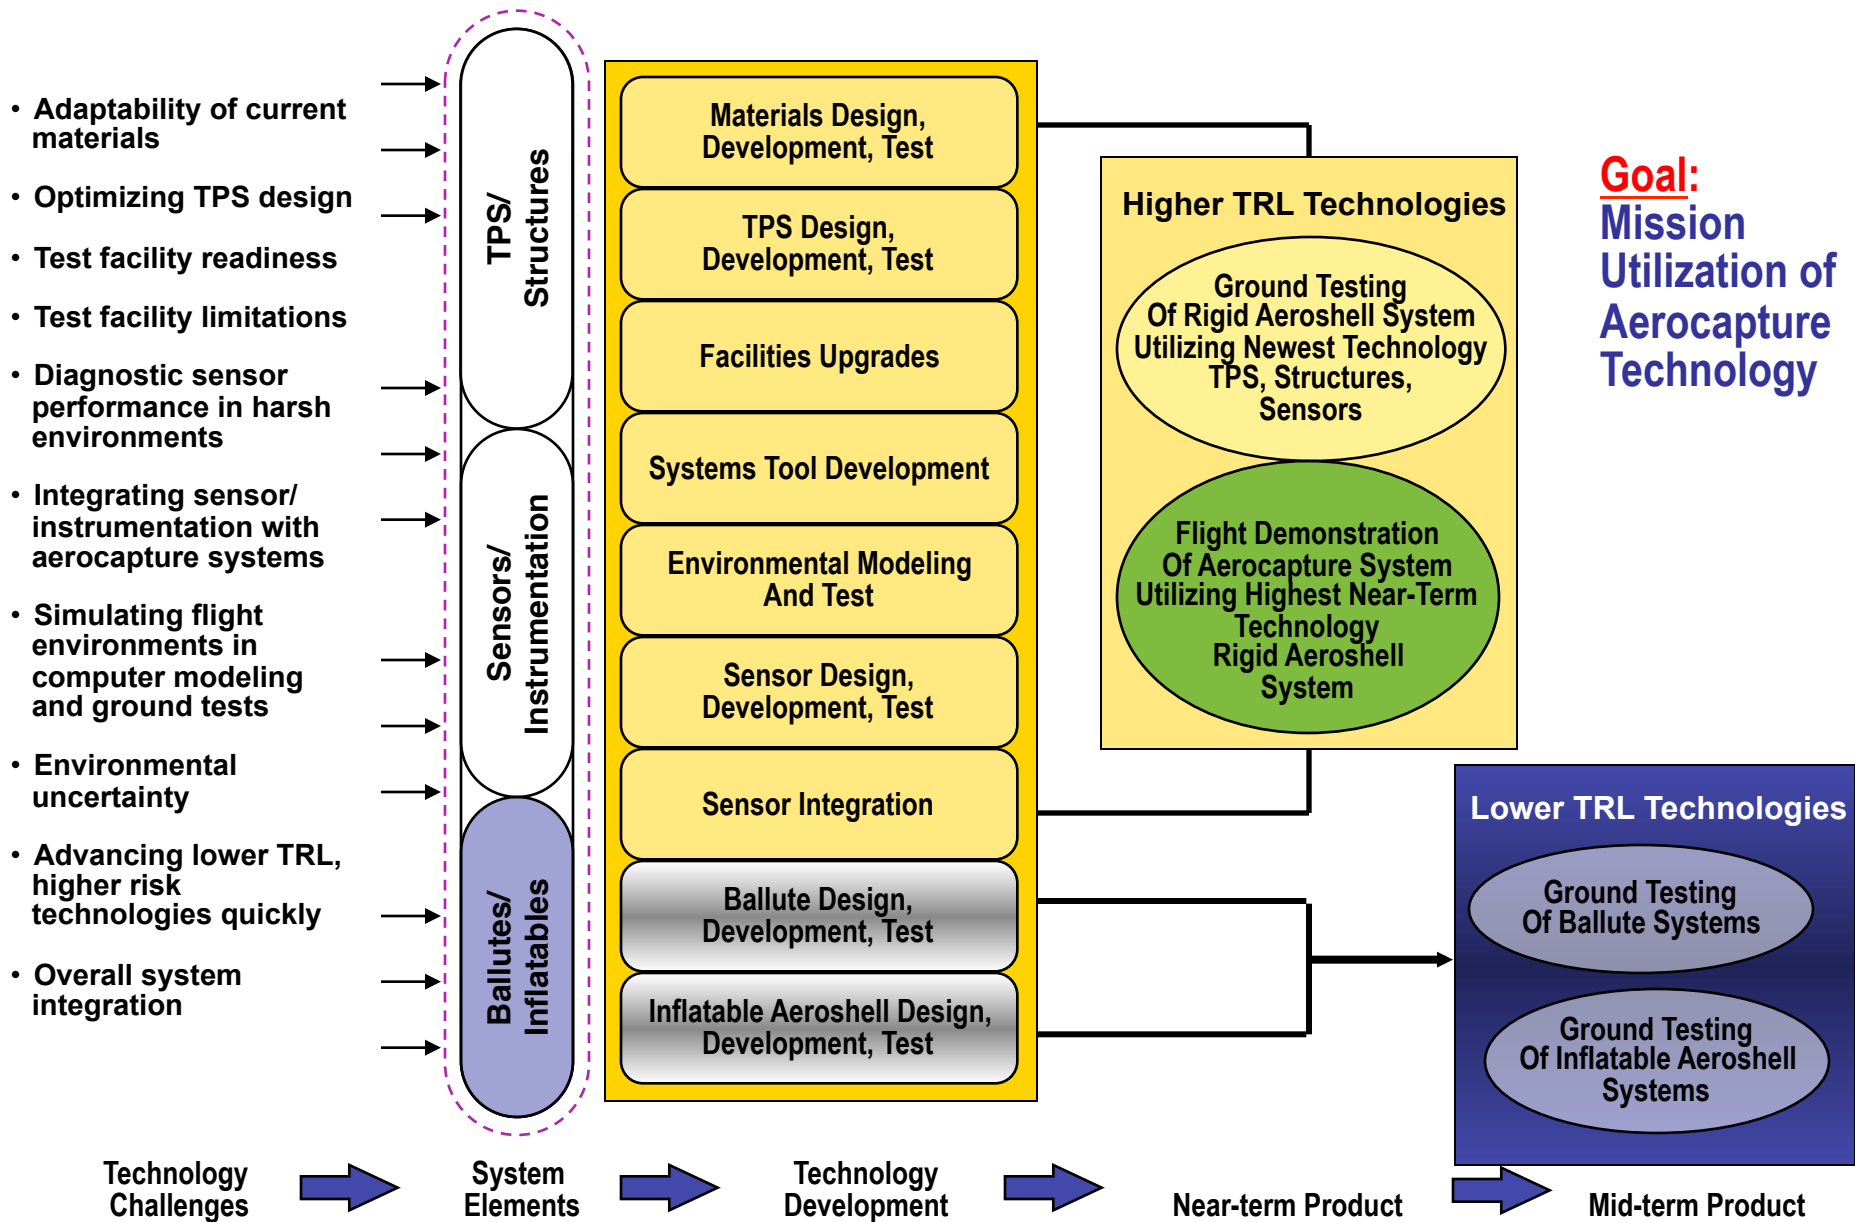 • Adaptability of current
materials
• Optimizing TPS design
• Test facility readiness
• Test facility limitations
• Diagnostic sensor
performance in harsh
environments
• Integrating sensor/
instrumentation with
aerocapture systems
• Simulating flight
environments in
computer modeling
and ground tests
• Environmental
uncertainty
• Advancing lower TRL,
higher risk
technologies quickly
• Overall system
integration
TPS/
Structures
Sensors/
Instrumentation
Ballutes/
Inflatables
Materials Design,
Development, Test
TPS Design,
Development, Test
Facilities Upgrades
Systems Tool Development
Environmental Modeling
And Test
Sensor Design,
Development, Test
Sensor Integration
Ballute Design,
Development, Test
Inflatable Aeroshell Design,
Development, Test
Higher TRL Technologies
Ground Testing
Of Rigid Aeroshell System
Utilizing Newest Technology
TPS, Structures,
Sensors
Flight Demonstration
Of Aerocapture System
Utilizing Highest Near-Term
Technology
Rigid Aeroshell
System
Goal:
Mission
Utilization of
Aerocapture
Technology
Lower TRL Technologies
Ground Testing
Of Ballute Systems
Ground Testing
Of Inflatable Aeroshell
Systems
Technology
Challenges
System
Elements
Technology
Development
Near-term Product
Mid-term Product